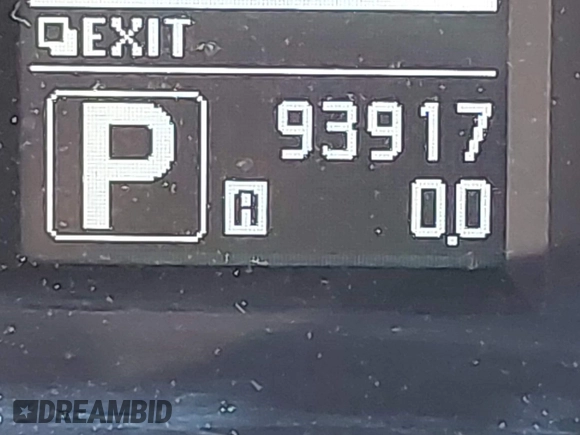 EXIT
P
93917
A
0.0
DREAMBID